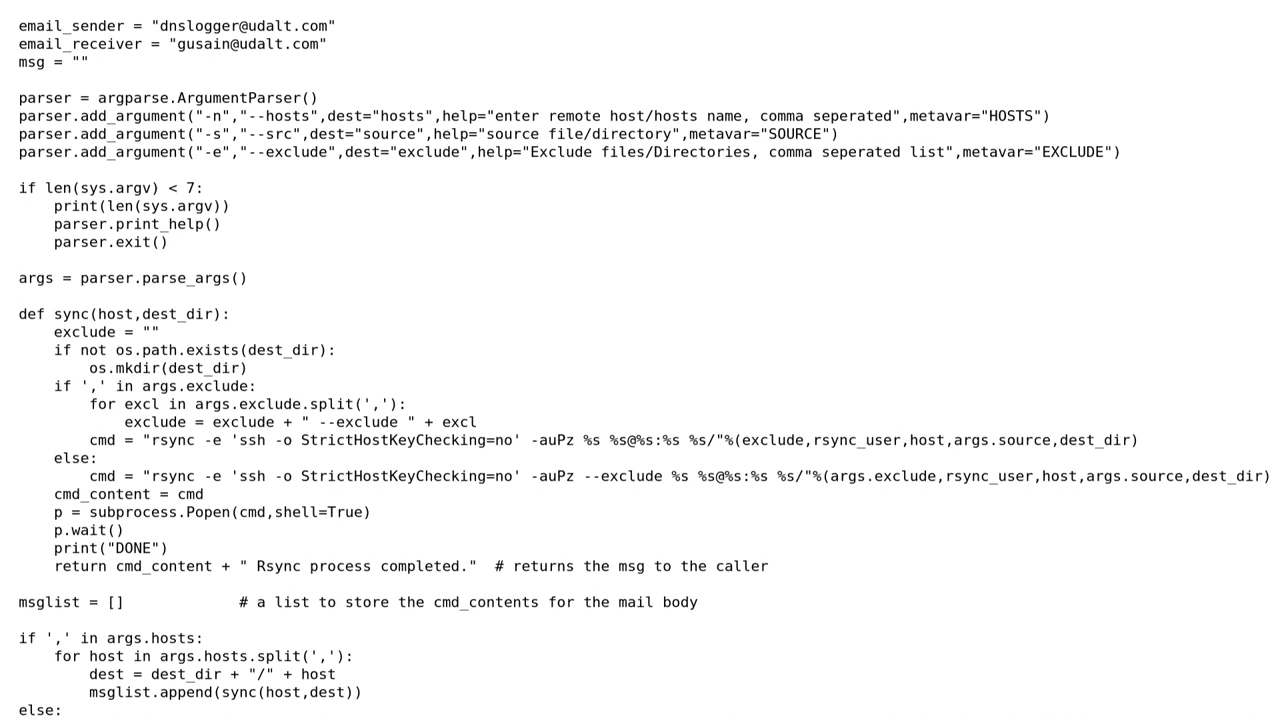 email_sender = "dnslogger@udalt.com"
email_receiver = "gusain@udalt.com"
msg = ""

parser = argparse.ArgumentParser()
parser.add_argument("-n","--hosts",dest="hosts",help="enter remote host/hosts name, comma seperated",metavar="HOSTS")
parser.add_argument("-s","--src",dest="source",help="source file/directory",metavar="SOURCE")
parser.add_argument("-e","--exclude",dest="exclude",help="Exclude files/Directories, comma seperated list",metavar="EXCLUDE")

if len(sys.argv) < 7:
    print(len(sys.argv))
    parser.print_help()
    parser.exit()

args = parser.parse_args()

def sync(host,dest_dir):
    exclude = ""
    if not os.path.exists(dest_dir):
        os.mkdir(dest_dir)
    if ',' in args.exclude:
        for excl in args.exclude.split(','):
            exclude = exclude + " --exclude " + excl
        cmd = "rsync -e 'ssh -o StrictHostKeyChecking=no' -auPz %s %s@%s:%s %s/"%(exclude,rsync_user,host,args.source,dest_dir)
    else:
        cmd = "rsync -e 'ssh -o StrictHostKeyChecking=no' -auPz --exclude %s %s@%s:%s %s/"%(args.exclude,rsync_user,host,args.source,dest_dir)
    cmd_content = cmd
    p = subprocess.Popen(cmd,shell=True)
    p.wait()
    print("DONE")
    return cmd_content + " Rsync process completed."  # returns the msg to the caller

msglist = []             # a list to store the cmd_contents for the mail body

if ',' in args.hosts:
    for host in args.hosts.split(','):
        dest = dest_dir + "/" + host
        msglist.append(sync(host,dest))
else: